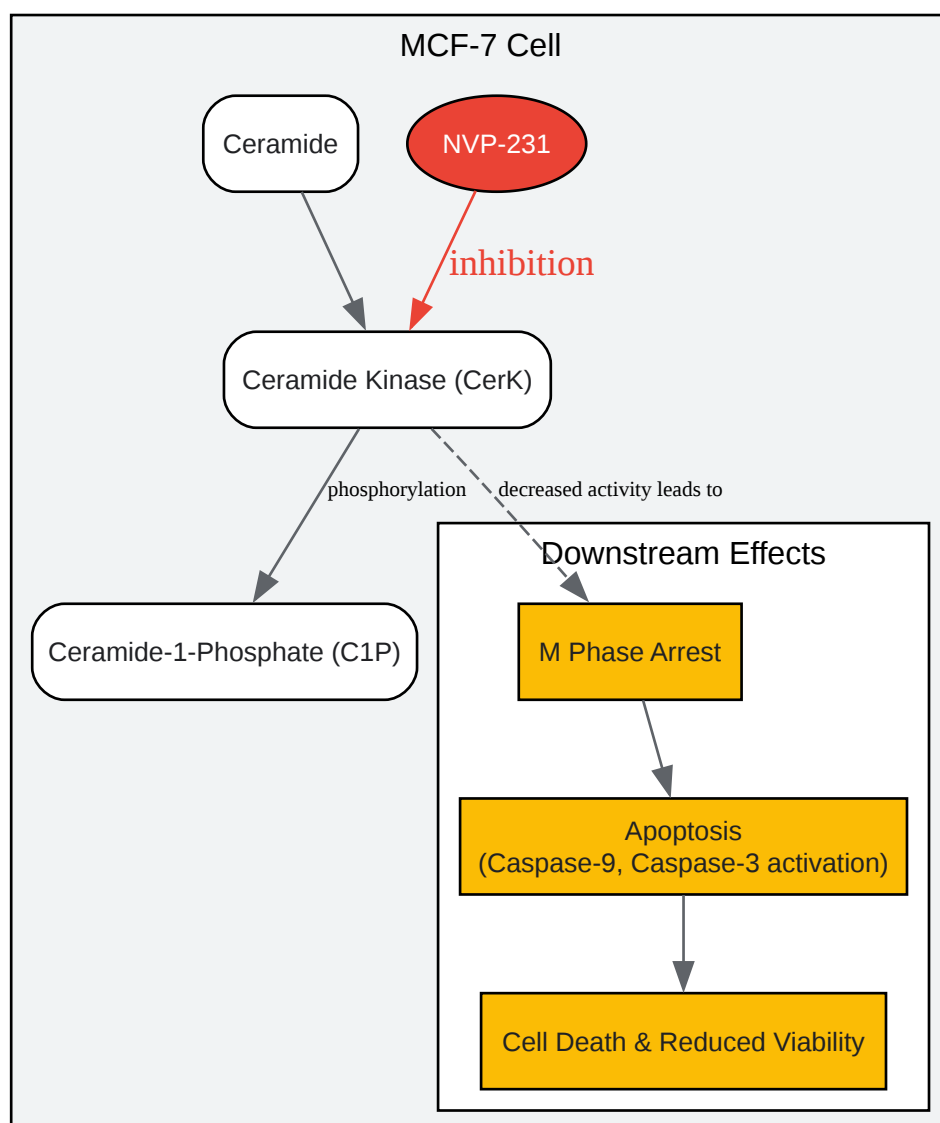 MCF-7 Cell
Ceramide
NVP-231
inhibition
Ceramide Kinase (CerK)
phosphorylation
decreased activity leads to
Downstream Effects
Ceramide-1-Phosphate (C1P)
M Phase Arrest
Apoptosis
(Caspase-9, Caspase-3 activation)
Cell Death & Reduced Viability